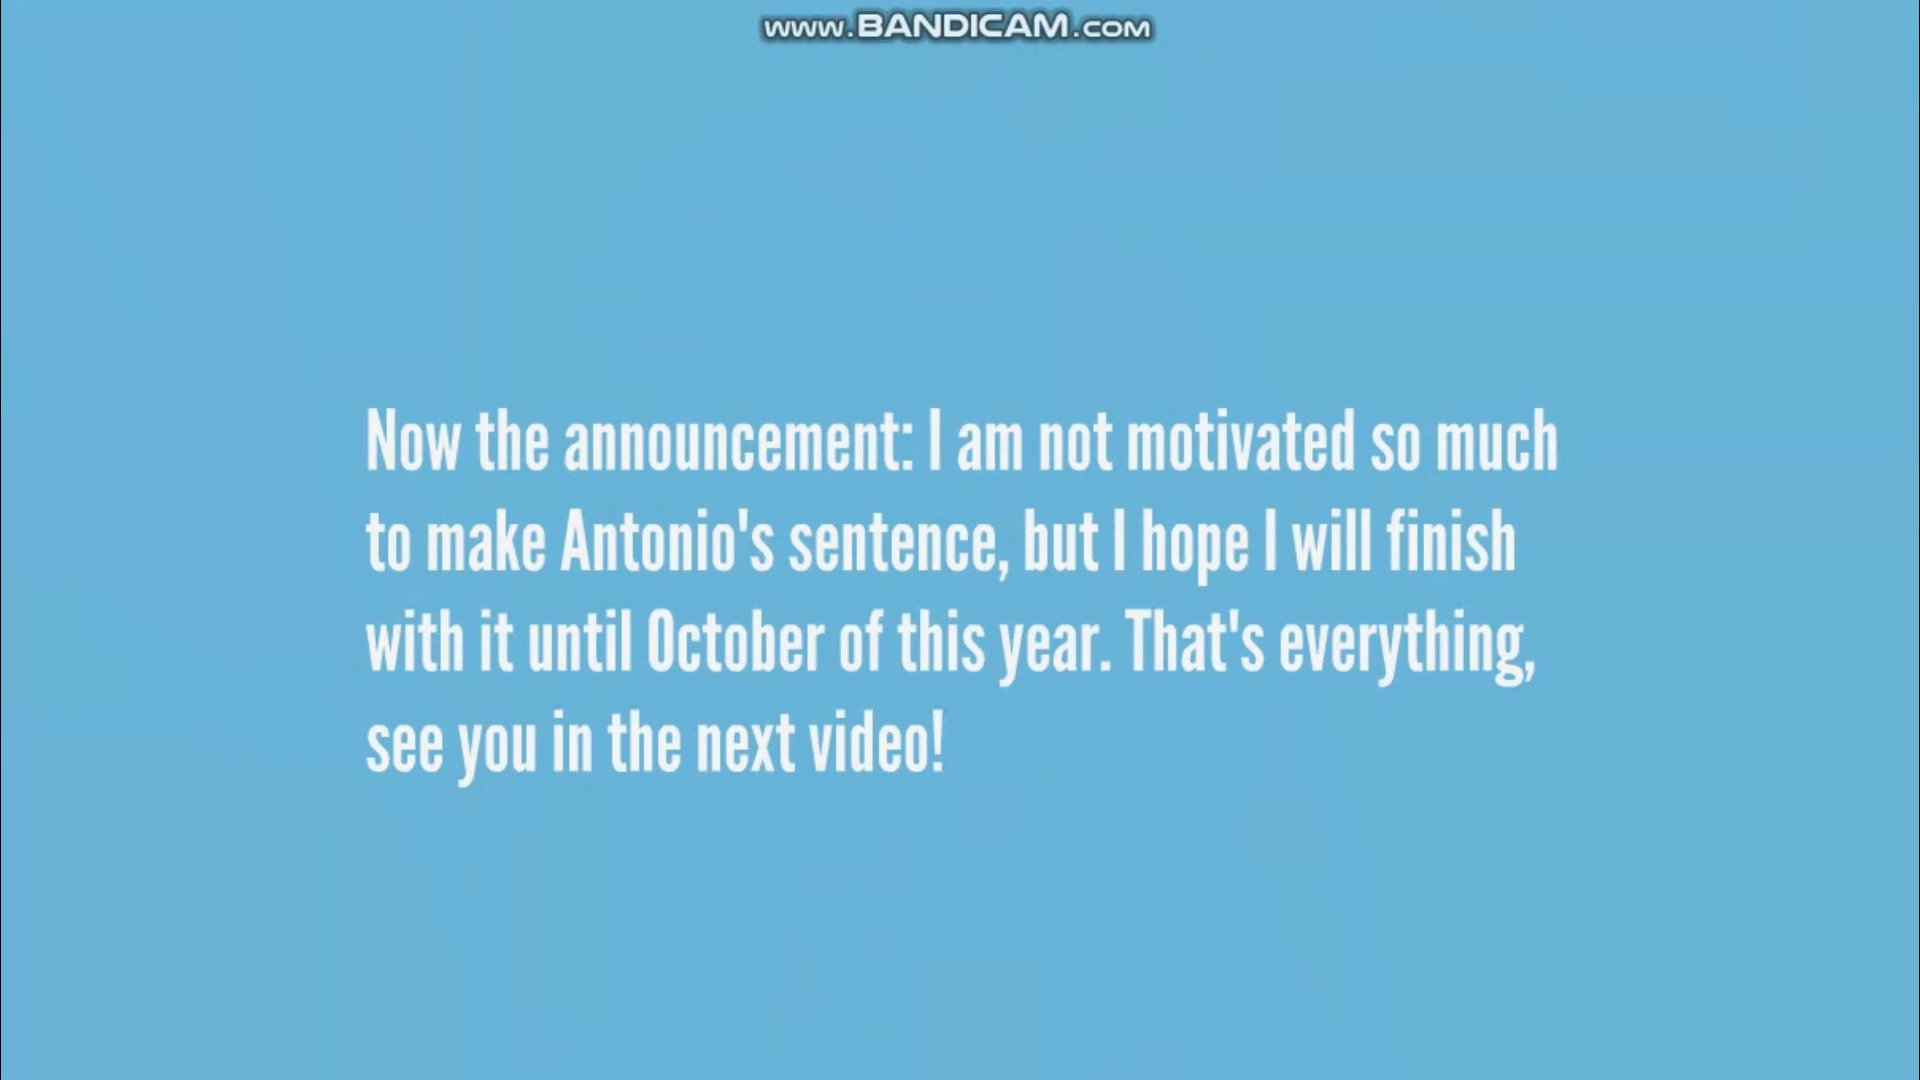 www.BANDICAM.com
Now the announcement: I am not motivated so much
to make Antonio's sentence, but I hope I will finish
with it until October of this year. That's everything,
see you in the next video!